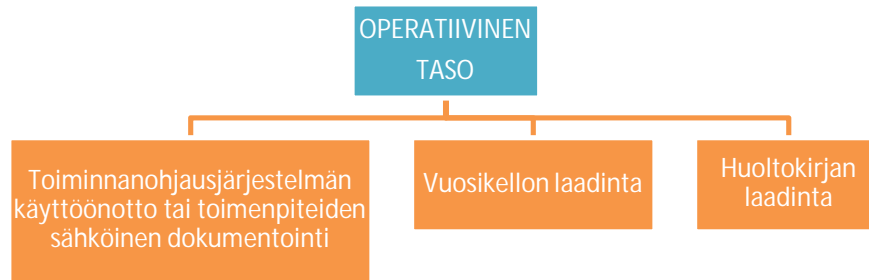 OPERATIIVINEN
TASO
Toiminnanohjausjärjestelmän
käyttöönotto tai toimenpiteiden
sähköinen dokumentointi
Vuosikellon laadinta
Huoltokirjan
laadinta